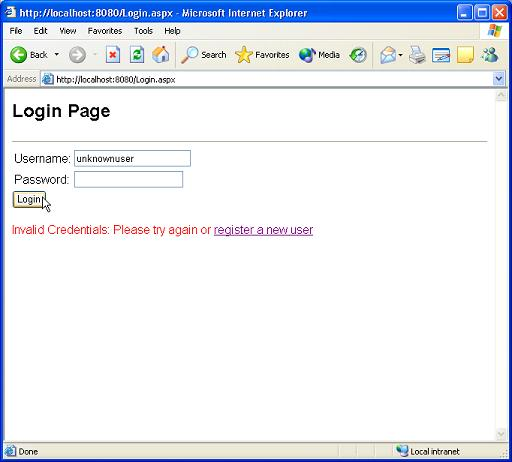 http://localhost:8080/Login.aspx - Microsoft Internet Explorer
File Edit View Favorites Tools Help
Back Search Favorites Media
Address http://localhost:8080/Login.aspx
Login Page
Username: unknownuser
Password:
Login
Invalid Credentials: Please try again or register a new user
Done Local intranet